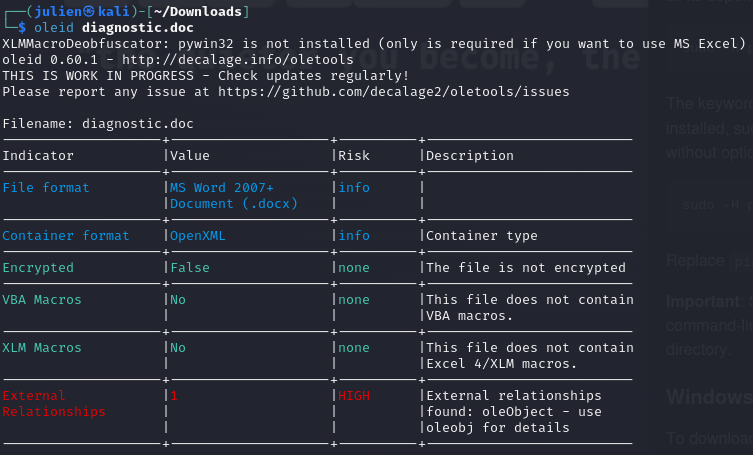 ┌──(julien㉿kali)-[~/Downloads]
└─$ oleid diagnostic.doc
XLMMacroDeobfuscator: pywin32 is not installed (only is required if you want to use MS Excel)
oleid 0.60.1 - http://decalage.info/oletools
THIS IS WORK IN PROGRESS - Check updates regularly!
Please report any issue at https://github.com/decalage2/oletools/issues

Filename: diagnostic.doc
--------------------+--------------------+----------+--------------------------
Indicator           |Value               |Risk      |Description
--------------------+--------------------+----------+--------------------------
File format         |MS Word 2007+       |info      |
                    |Document (.docx)    |          |
--------------------+--------------------+----------+--------------------------
Container format    |OpenXML             |info      |Container type
--------------------+--------------------+----------+--------------------------
Encrypted           |False               |none      |The file is not encrypted
--------------------+--------------------+----------+--------------------------
VBA Macros          |No                  |none      |This file does not contain
                    |                    |          |VBA macros.
--------------------+--------------------+----------+--------------------------
XLM Macros          |No                  |none      |This file does not contain
                    |                    |          |Excel 4/XLM macros.
--------------------+--------------------+----------+--------------------------
External            |1                   |HIGH      |External relationships
Relationships       |                    |          |found: oleObject - use
                    |                    |          |oleobj for details
--------------------+--------------------+----------+--------------------------
you become, the
The keyword
installed, su
without optio
sudo -H
Replace
Important:
command-li
directory.
Windows
To downloa